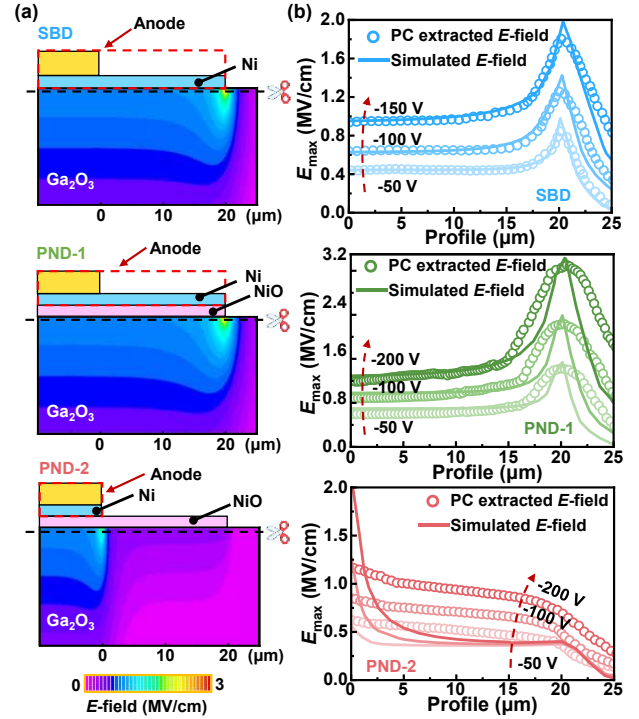 (a)
SBD
Anode
Ni
Ga₂O₃
0 10 20 (μm)
PND-1
Anode
Ni
NiO
Ga₂O₃
0 10 20 (μm)
PND-2
Anode
Ni
NiO
Ga₂O₃
0 10 20 (μm)
0 3
E-field (MV/cm)
(b)
2.0
1.6
1.2
0.8
0.4
0.0
Eₘₐₓ (MV/cm)
PC extracted E-field
Simulated E-field
-150 V
-100 V
-50 V
SBD
0 5 10 15 20 25
Profile (μm)
3.2
2.4
1.6
0.8
0.0
Eₘₐₓ (MV/cm)
PC extracted E-field
Simulated E-field
-200 V
-100 V
-50 V
PND-1
0 5 10 15 20 25
Profile (μm)
2.0
1.5
1.0
0.5
0.0
Eₘₐₓ (MV/cm)
PC extracted E-field
Simulated E-field
-200 V
-100 V
-50 V
PND-2
0 5 10 15 20 25
Profile (μm)